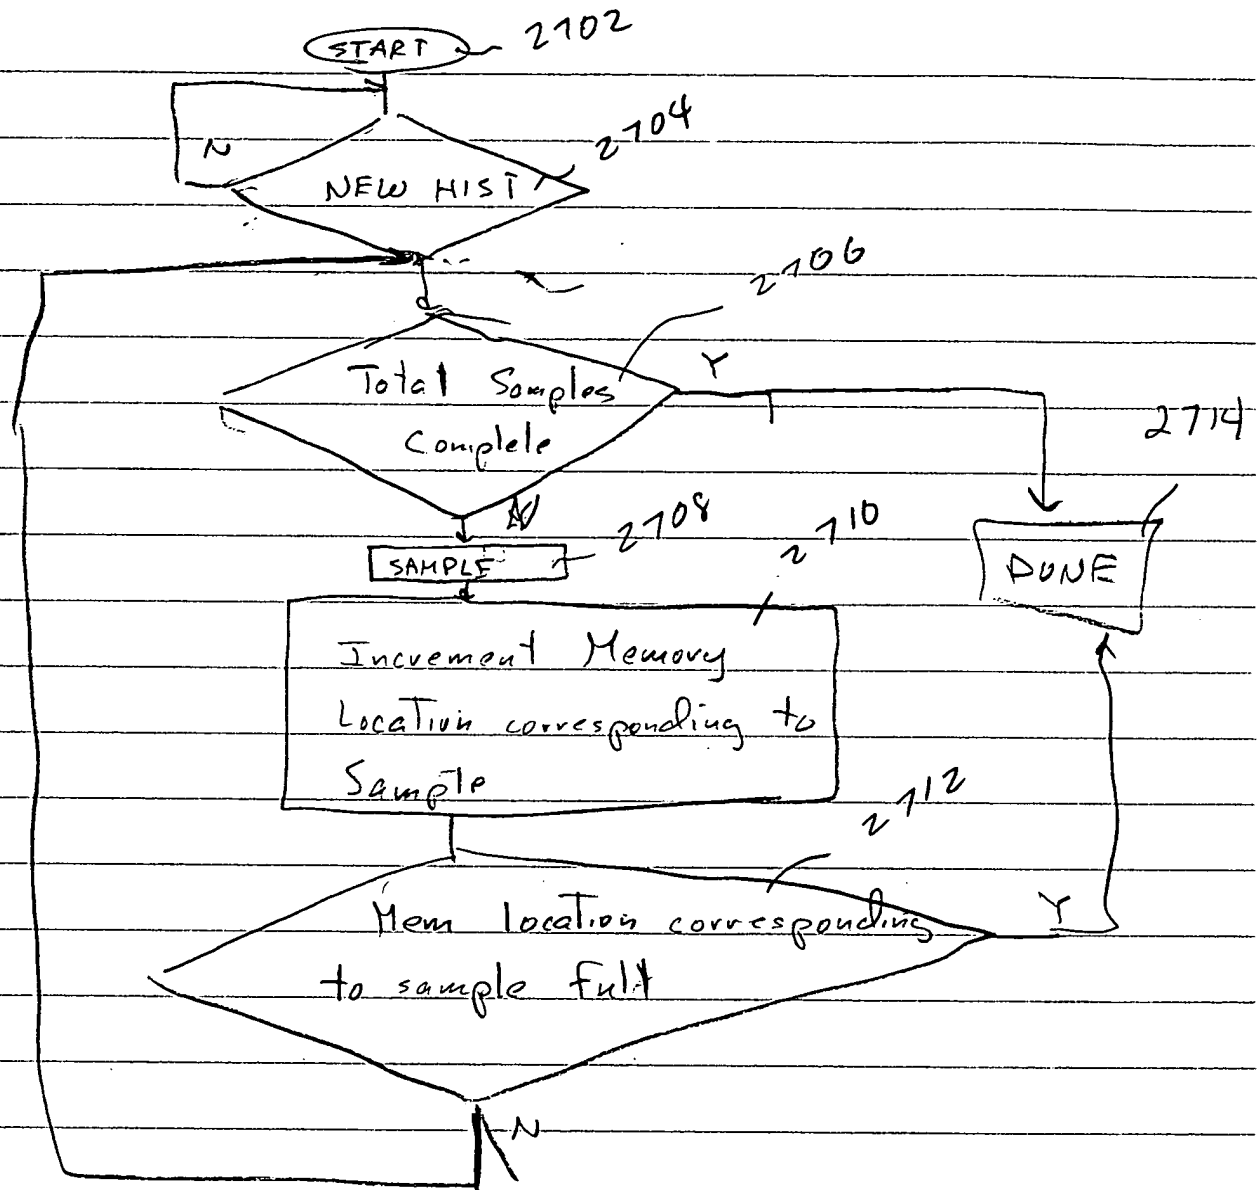 START 2702
2704
N
NEW HIST
2706
Total Samples Y
Complete
2714
N
2708
2710
SAMPLE
DONE
Increment Memory
Location corresponding to
Sample
2712
Mem location corresponding Y
to sample Full
N